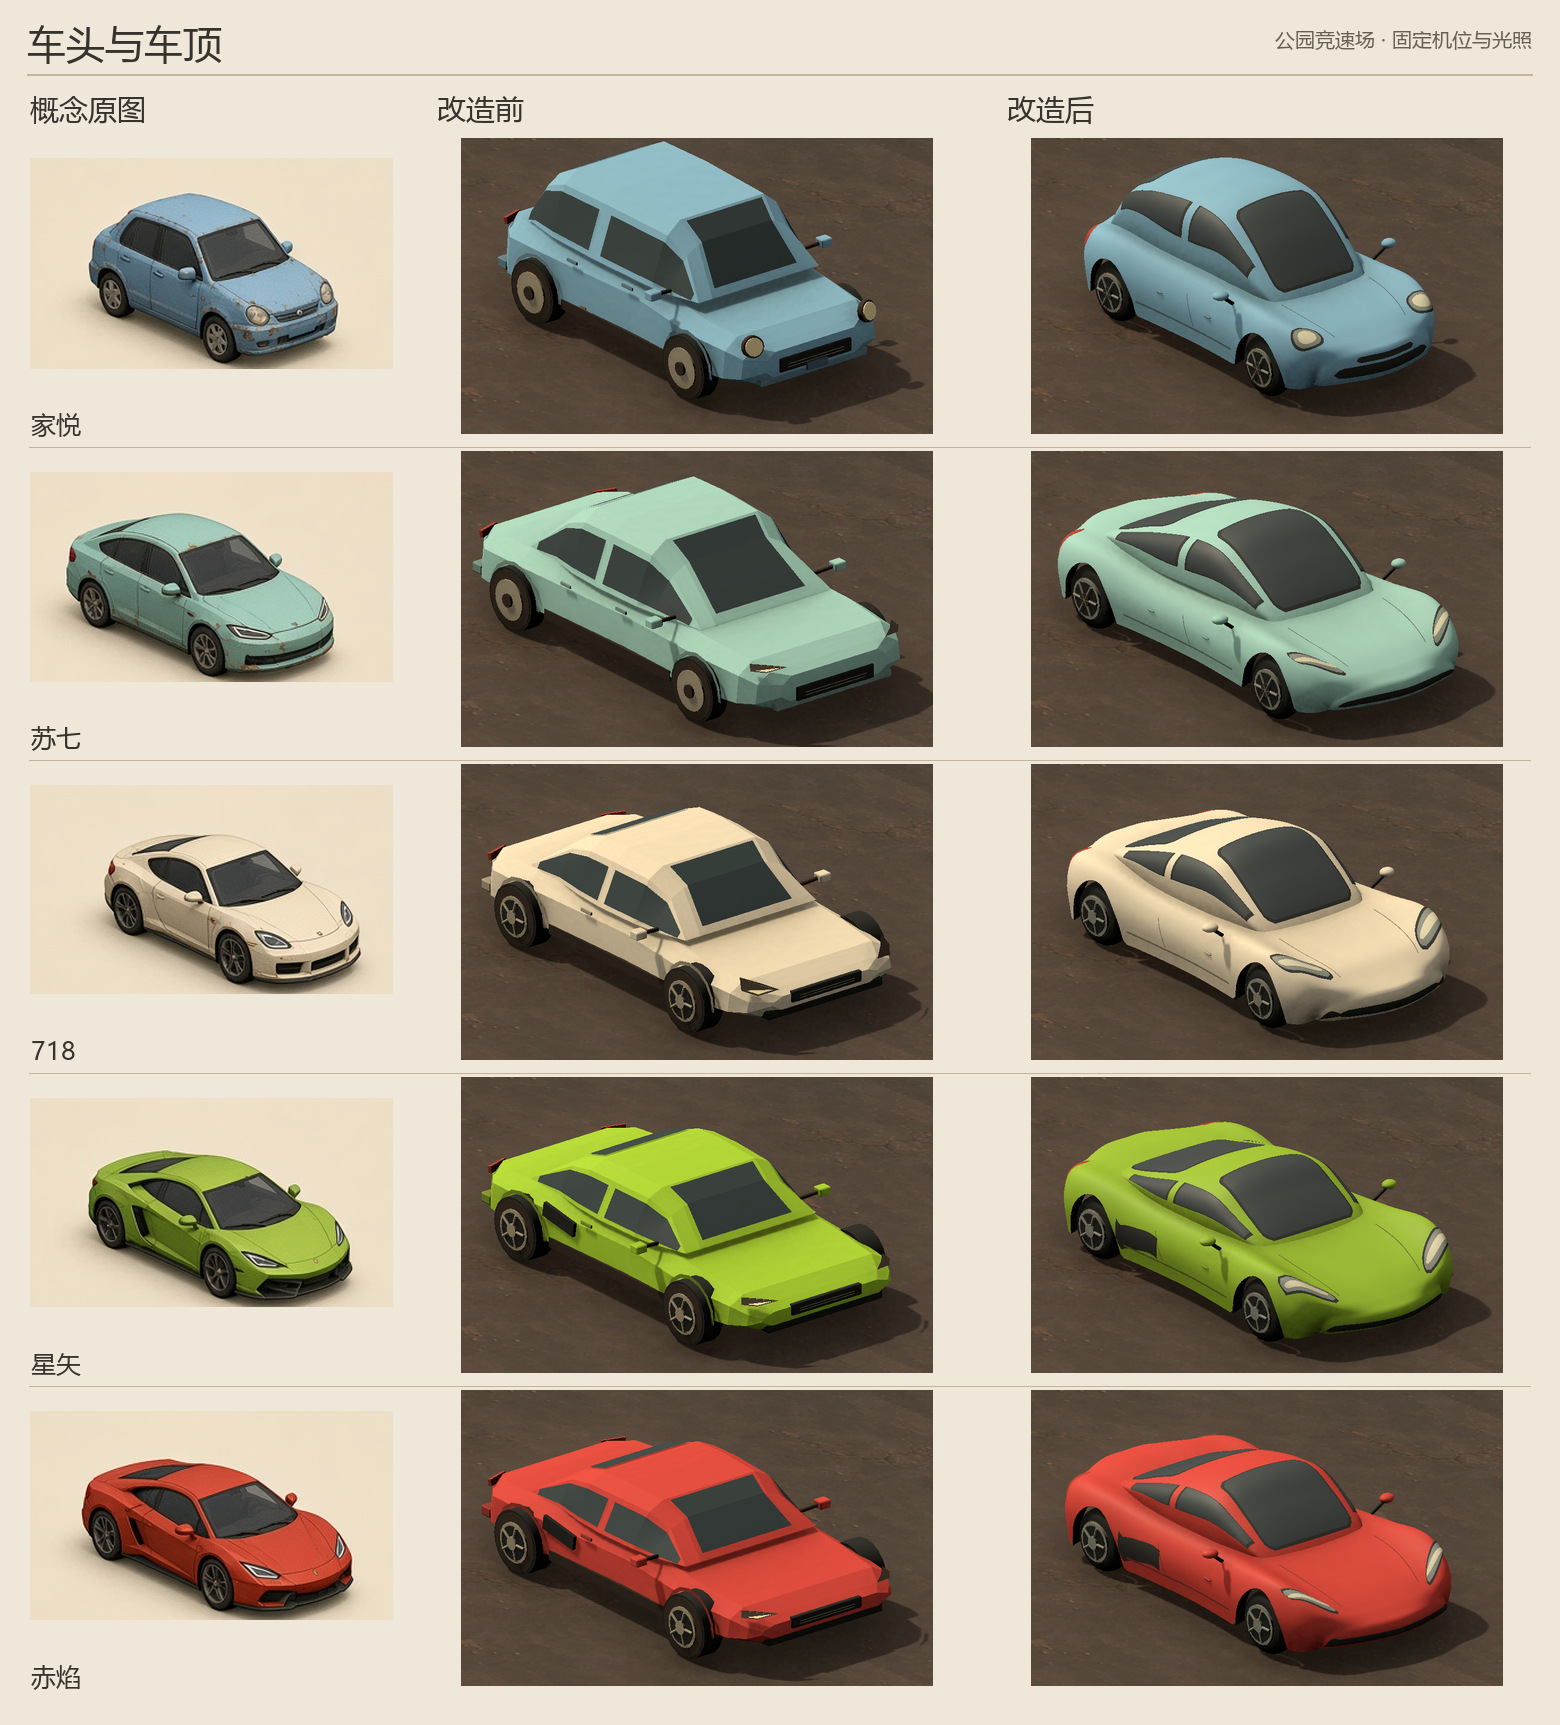 车头与车顶
公园竞速场 · 固定机位与光照
概念原图
改造前
改造后
家悦
苏七
718
星矢
赤焰